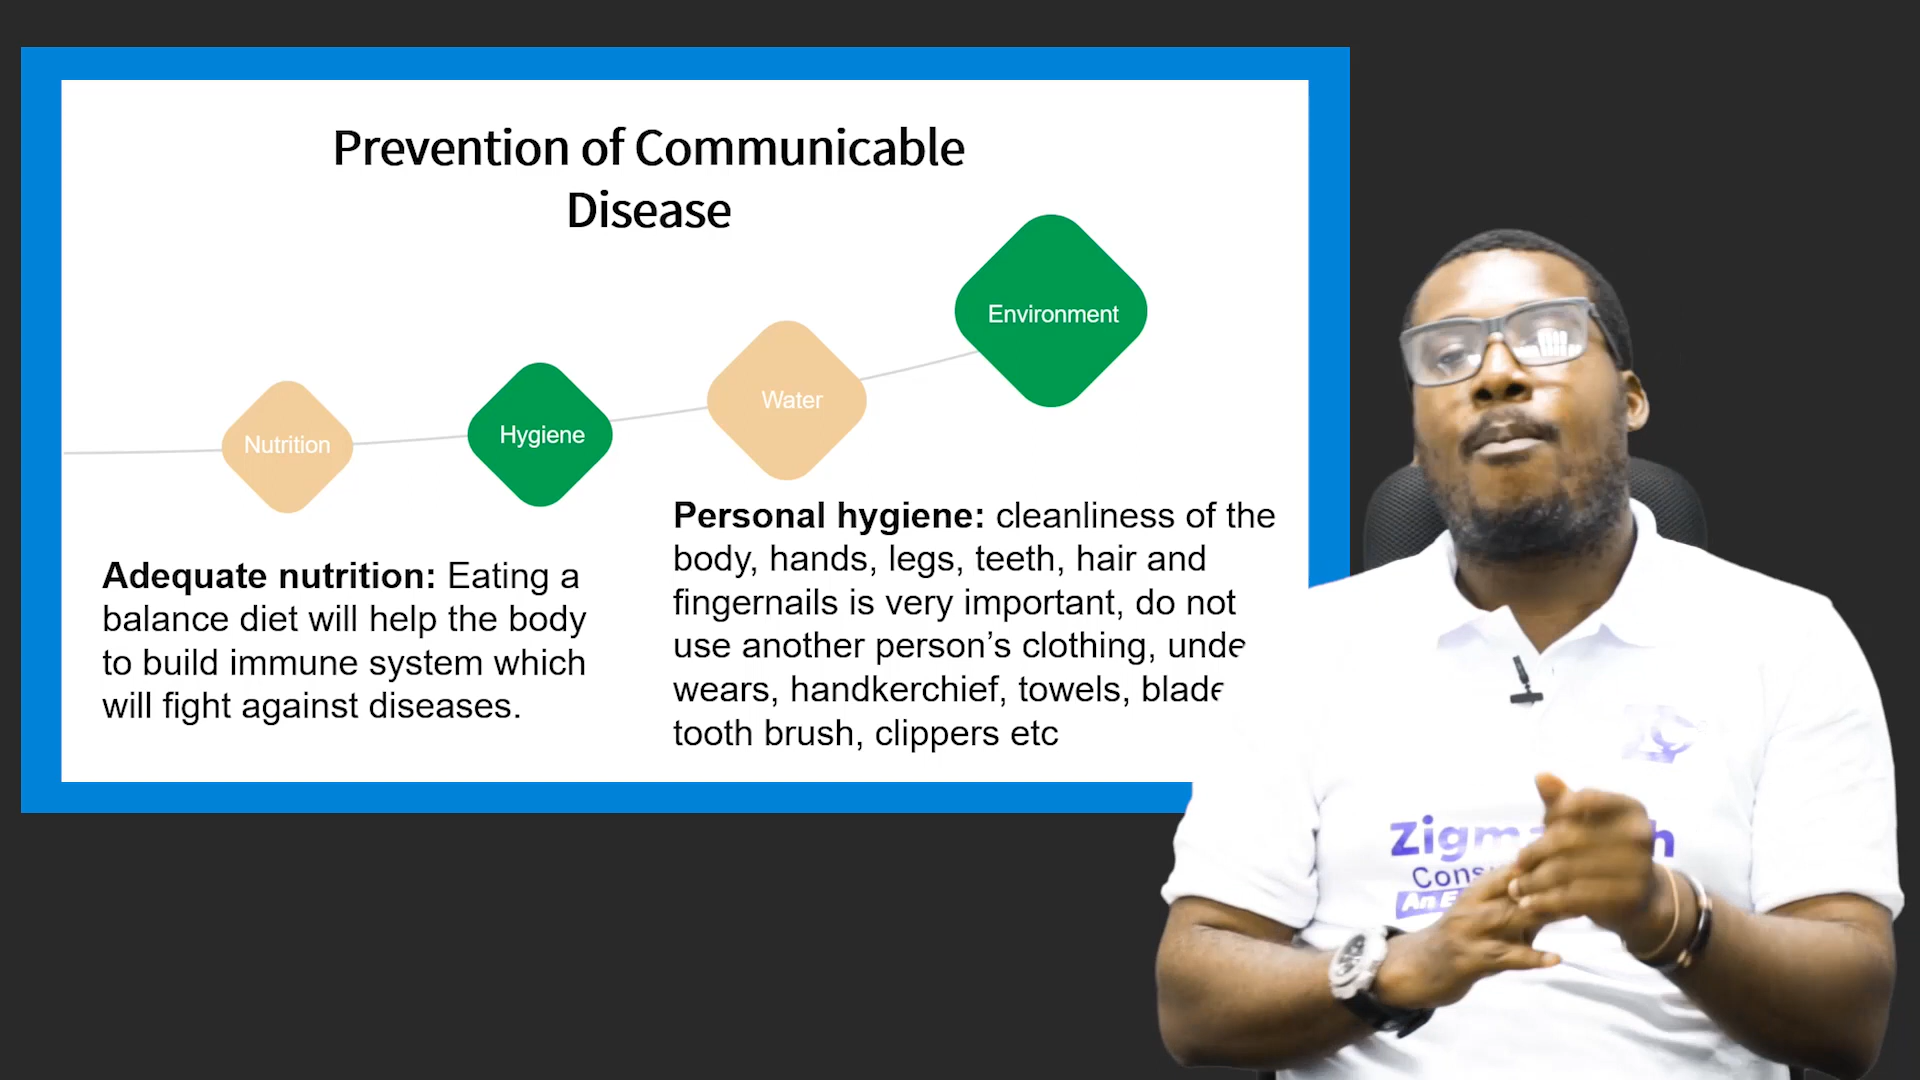 Prevention of Communicable
Disease
Environment
Water
Hygiene
Nutrition
Adequate nutrition: Eating a
balance diet will help the body
to build immune system which
will fight against diseases.
Personal hygiene: cleanliness of the
body, hands, legs, teeth, hair and
fingernails is very important, do not
use another person’s clothing, unde
wears, handkerchief, towels, blade
tooth brush, clippers etc
An